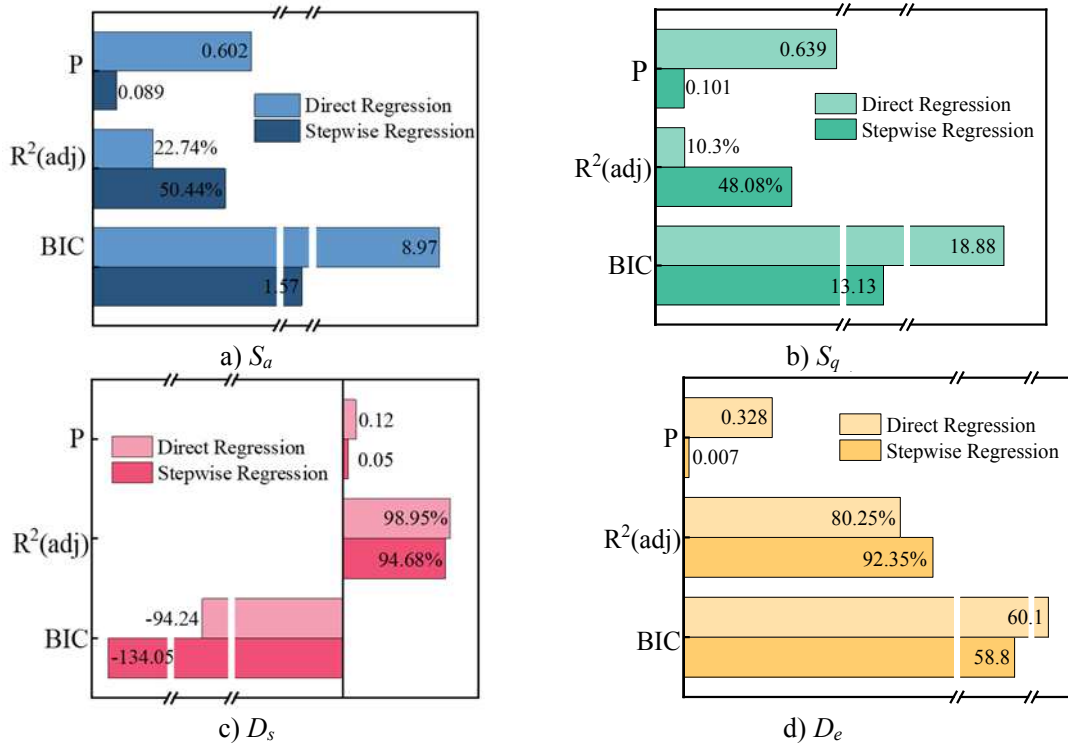 P
0.602
0.089
Direct Regression
Stepwise Regression
R²(adj)
22.74%
50.44%
BIC
8.97
1.57
a) Sₐ
P
0.639
0.101
Direct Regression
Stepwise Regression
R²(adj)
10.3%
48.08%
BIC
18.88
13.13
b) S_q
P
0.12
0.05
Direct Regression
Stepwise Regression
R²(adj)
98.95%
94.68%
BIC
-94.24
-134.05
c) Dₛ
P
0.328
0.007
Direct Regression
Stepwise Regression
R²(adj)
80.25%
92.35%
BIC
60.1
58.8
d) Dₑ